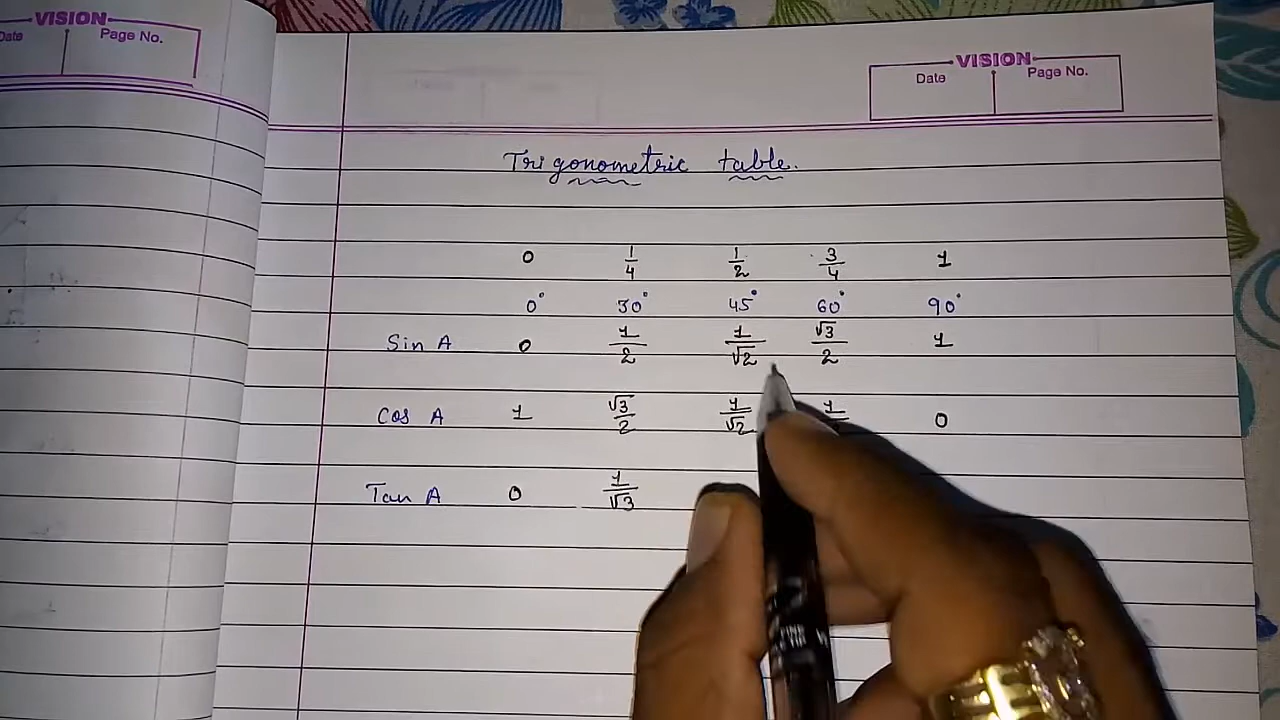 VISION
Date Page No.
VISION
Date Page No.
Trigonometric table.
0 1/4 1/2 3/4 1
0° 30° 45° 60° 90°
Sin A 0 1/2 1/√2 √3/2 1
Cos A 1 √3/2 1/√2 1 0
Tan A 0 1/√3